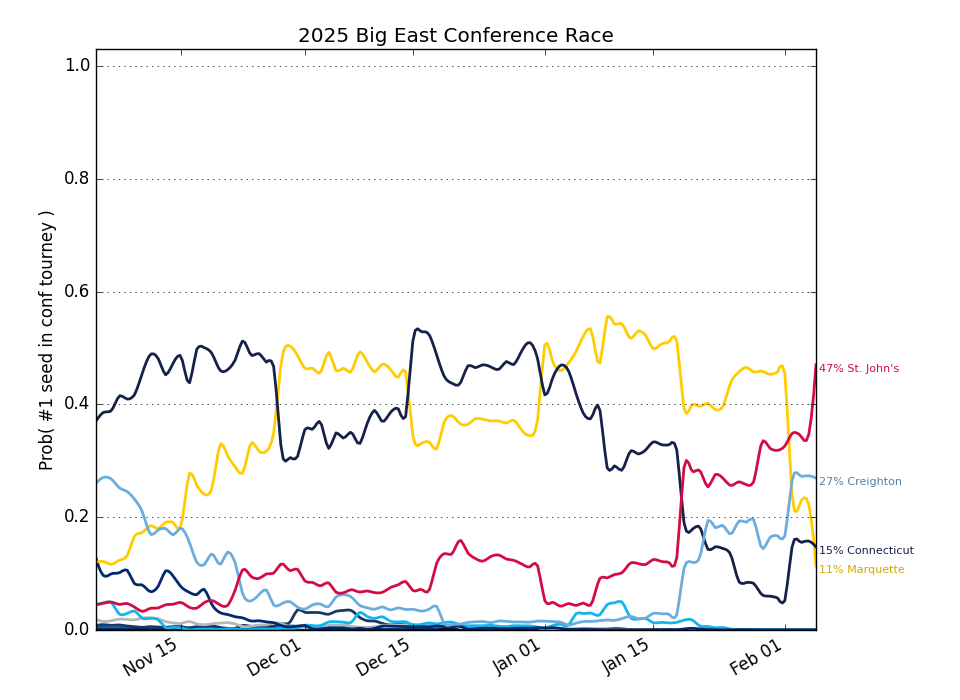 2025 Big East Conference Race
Prob( #1 seed in conf tourney )
1.0
0.8
0.6
0.4
0.2
0.0
47% St. John's
27% Creighton
15% Connecticut
11% Marquette
Nov 15
Dec 01
Dec 15
Jan 01
Jan 15
Feb 01